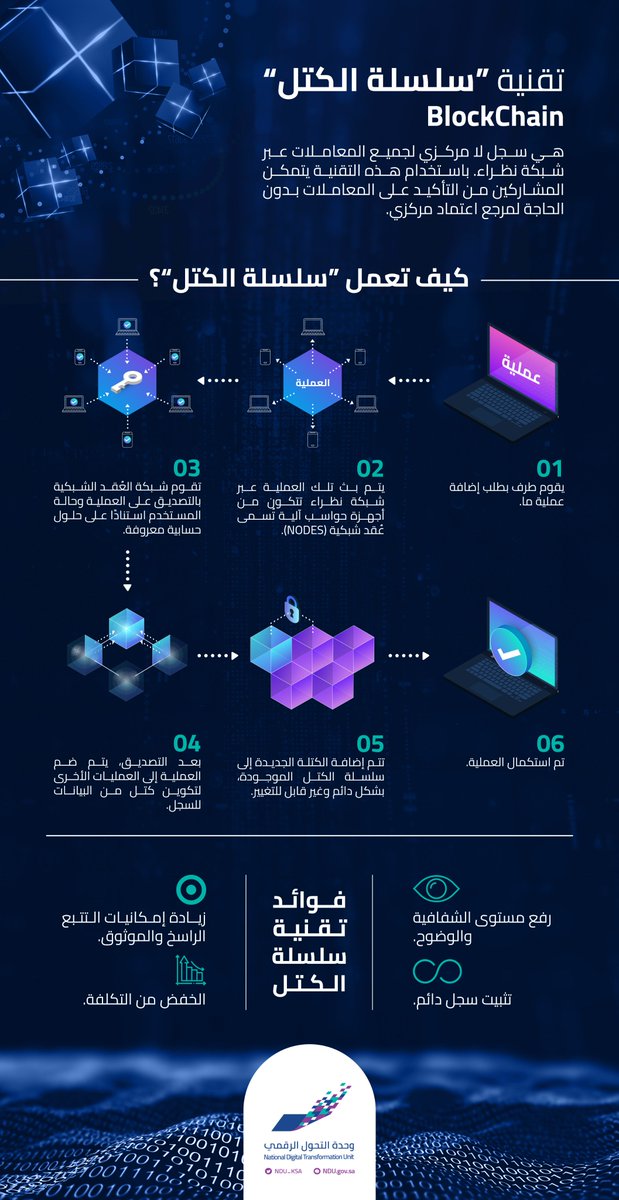 تقنية ”سلسلة الكتل“
BlockChain
هي سجل لا مركزي لجميع المعاملات عبر
شبكة نظراء. باستخدام هذه التقنية يتمكن
المشاركين من التأكيد على المعاملات بدون
الحاجة لمرجع اعتماد مركزي.
كيف تعمل ”سلسلة الكتل“؟
عملية
01
يقوم طرف بطلب إضافة
عملية ما.
العملية
02
يتم بث تلك العملية عبر
شبكة نظراء تتكون من
أجهزة حواسب آلية تُسمى
عُقد شبكية (NODES).
03
تقوم شبكة العُقد الشبكية
بالتصديق على العملية وحالة
المستخدم استنادًا على حلول
حسابية معروفة.
04
بعد التصديق، يتم ضم
العملية إلى العمليات الأخرى
لتكوين كتل من البيانات
للسجل.
05
تتم إضافة الكتلة الجديدة إلى
سلسلة الكتل الموجودة،
بشكل دائم وغير قابل للتغيير.
06
تم استكمال العملية.
فوائد
تقنية
سلسلة
الكتل
رفع مستوى الشفافية
والوضوح.
تثبيت سجل دائم.
زيادة إمكانيات التتبع
الراسخ والموثوق.
الخفض من التكلفة.
وحدة التحول الرقمي
National Digital Transformation Unit
NDU_KSA
NDU.gov.sa